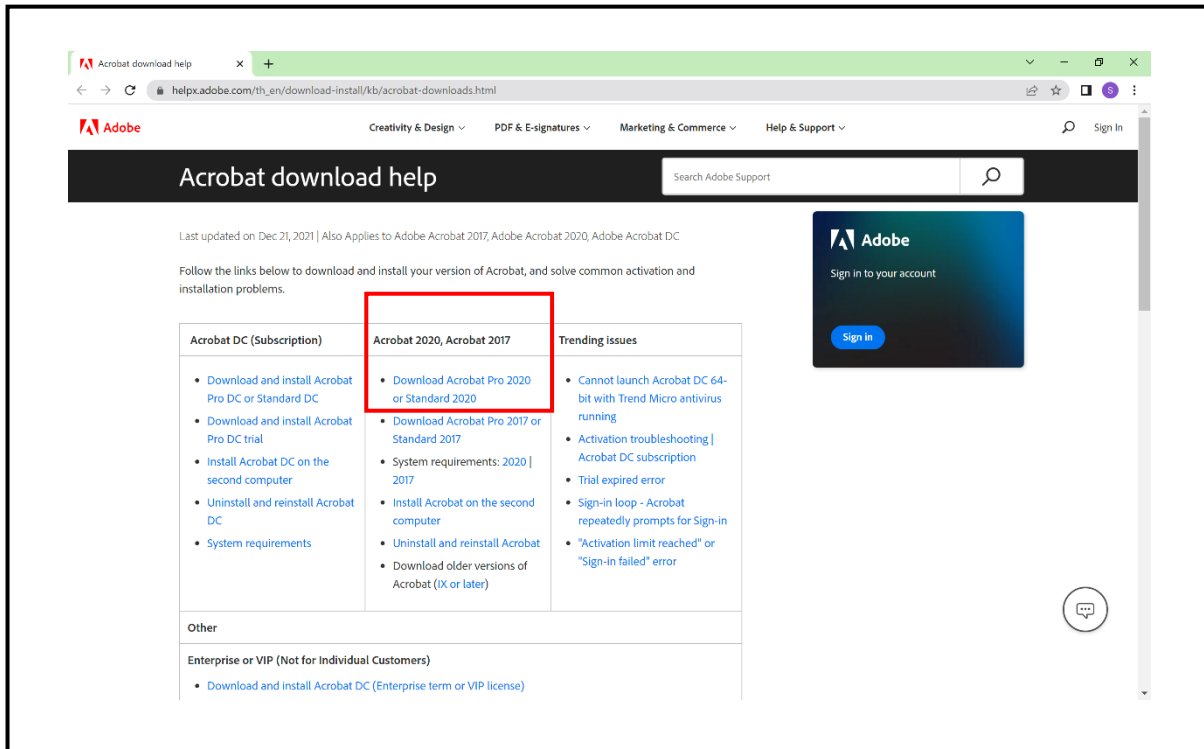 Acrobat download help
helpx.adobe.com/th_en/download-install/kb/acrobat-downloads.html
S
Adobe
Creativity & Design
PDF & E-signatures
Marketing & Commerce
Help & Support
Sign In
Acrobat download help
Search Adobe Support
Last updated on Dec 21, 2021 | Also Applies to Adobe Acrobat 2017, Adobe Acrobat 2020, Adobe Acrobat DC
Follow the links below to download and install your version of Acrobat, and solve common activation and
installation problems.
Adobe
Sign in to your account
Sign in
Acrobat DC (Subscription)
• Download and install Acrobat
Pro DC or Standard DC
• Download and install Acrobat
Pro DC trial
• Install Acrobat DC on the
second computer
• Uninstall and reinstall Acrobat
DC
• System requirements
Acrobat 2020, Acrobat 2017
• Download Acrobat Pro 2020
or Standard 2020
• Download Acrobat Pro 2017 or
Standard 2017
• System requirements: 2020 |
2017
• Install Acrobat on the second
computer
• Uninstall and reinstall Acrobat
• Download older versions of
Acrobat (IX or later)
Trending issues
• Cannot launch Acrobat DC 64-
bit with Trend Micro antivirus
running
• Activation troubleshooting |
Acrobat DC subscription
• Trial expired error
• Sign-in loop - Acrobat
repeatedly prompts for Sign-in
• "Activation limit reached" or
"Sign-in failed" error
Other
Enterprise or VIP (Not for Individual Customers)
• Download and install Acrobat DC (Enterprise term or VIP license)